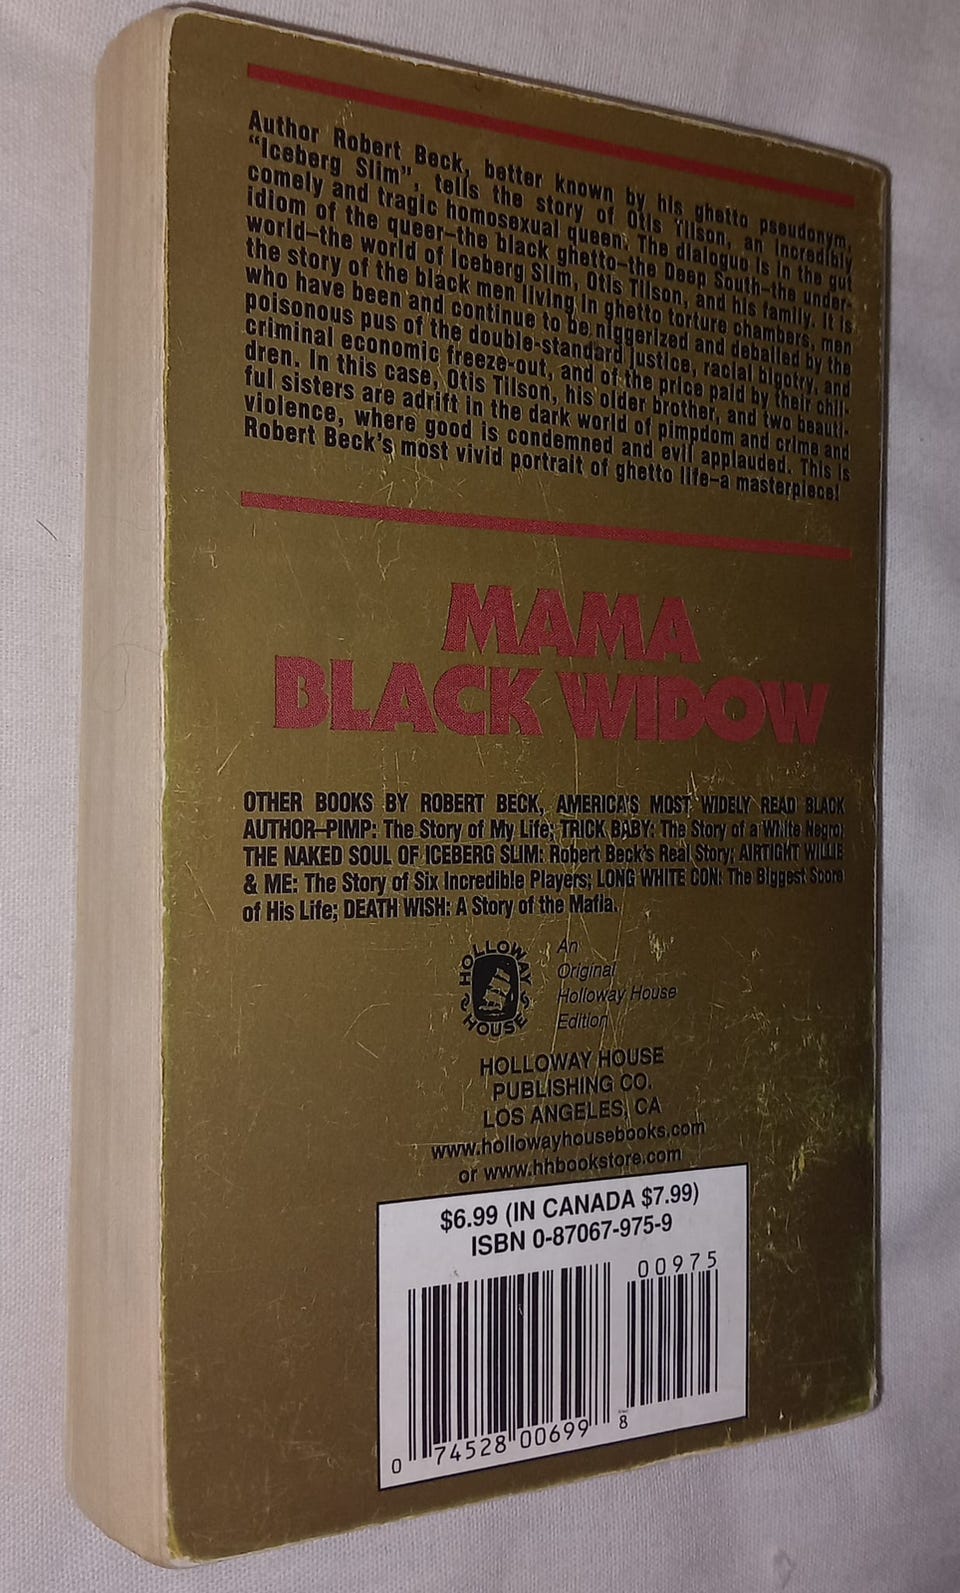 Author Robert Beck, better known by his ghetto pseudonym,
"Iceberg Slim", tells the story of Otis Tilson, an incredibly
comely and tragic homosexual queen. The dialogue is in the gut
idiom of the queer–the black ghetto–the Deep South–the under-
world–the world of Iceberg Slim, Otis Tilson, and his family. It is
the story of the black men living in ghetto torture chambers, men
who have been and continue to be niggerized and deballed by the
poisonous pus of the double-standard justice, racial bigotry, and
criminal economic freeze-out, and of the price paid by their chil-
dren. In this case, Otis Tilson, his older brother, and two beauti-
ful sisters are adrift in the dark world of pimpdom and crime and
violence, where good is condemned and evil applauded. This is
Robert Beck's most vivid portrait of ghetto life–a masterpiece!
MAMA
BLACK WIDOW
OTHER BOOKS BY ROBERT BECK, AMERICA'S MOST WIDELY READ BLACK
AUTHOR–PIMP: The Story of My Life; TRICK BABY: The Story of a White Negro;
THE NAKED SOUL OF ICEBERG SLIM: Robert Beck's Real Story; AIRTIGHT WILLIE
& ME: The Story of Six Incredible Players; LONG WHITE CON: The Biggest Score
of His Life; DEATH WISH: A Story of the Mafia.
HOLLOWAY
HOUSE
An
Original
Holloway House
Edition
HOLLOWAY HOUSE
PUBLISHING CO.
LOS ANGELES, CA
www.hollowayhousebooks.com
or www.hhbookstore.com
$6.99 (IN CANADA $7.99)
ISBN 0-87067-975-9
00975
0 74528 00699 8